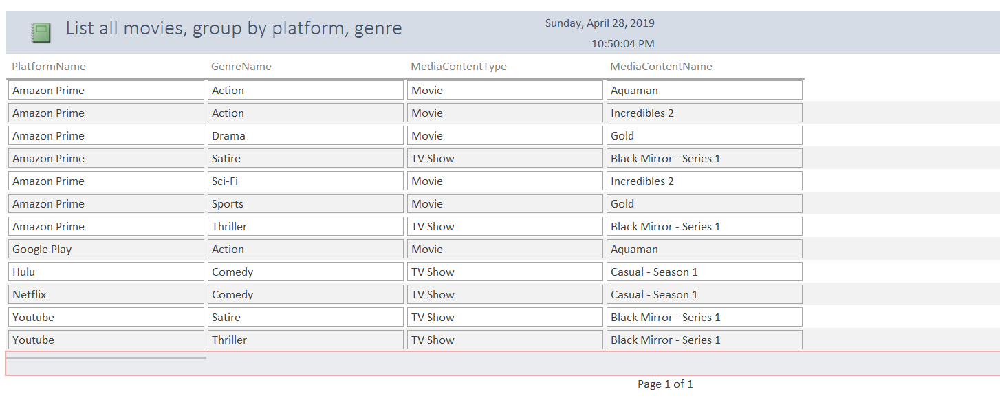 List all movies, group by platform, genre
Sunday, April 28, 2019
10:50:04 PM
PlatformName GenreName MediaContentType MediaContentName
Amazon Prime Action Movie Aquaman
Amazon Prime Action Movie Incredibles 2
Amazon Prime Drama Movie Gold
Amazon Prime Satire TV Show Black Mirror - Series 1
Amazon Prime Sci-Fi Movie Incredibles 2
Amazon Prime Sports Movie Gold
Amazon Prime Thriller TV Show Black Mirror - Series 1
Google Play Action Movie Aquaman
Hulu Comedy TV Show Casual - Season 1
Netflix Comedy TV Show Casual - Season 1
Youtube Satire TV Show Black Mirror - Series 1
Youtube Thriller TV Show Black Mirror - Series 1
Page 1 of 1